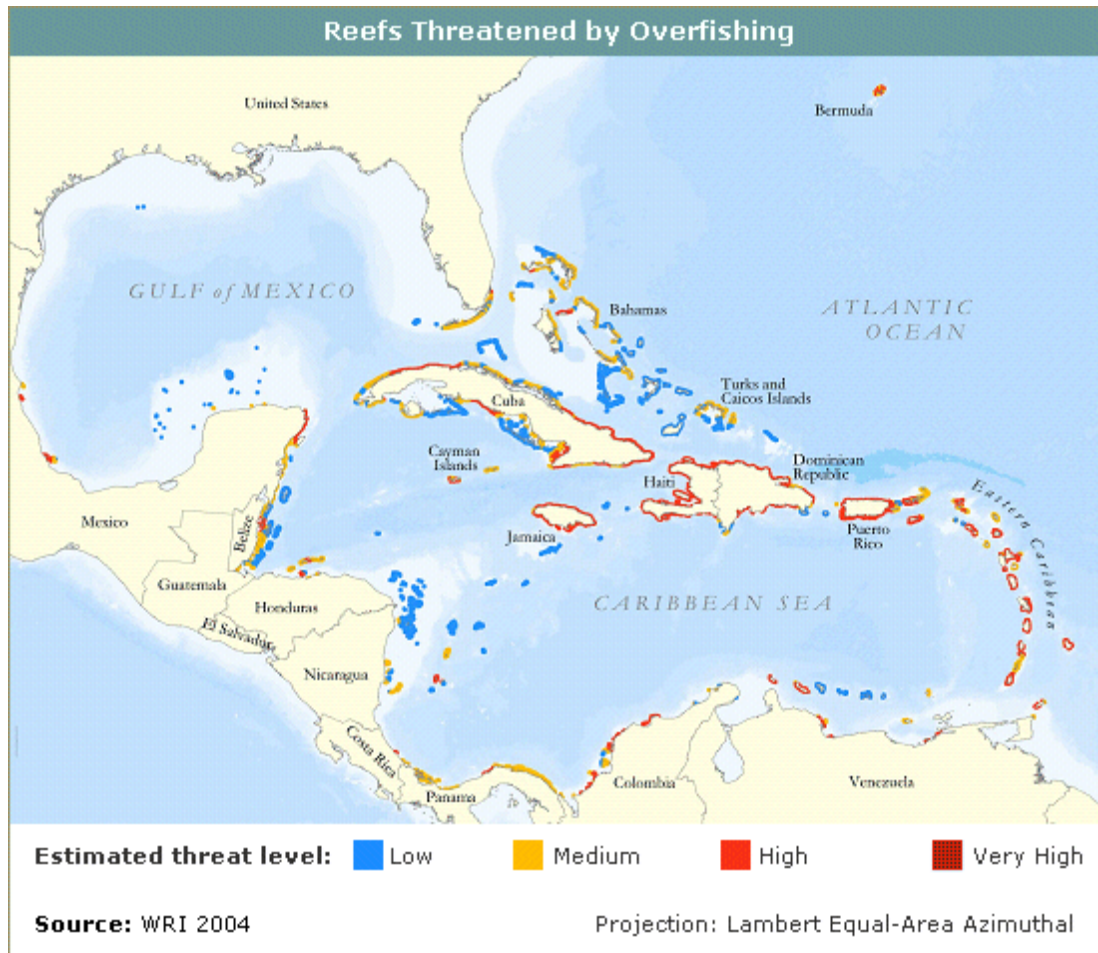 Reefs Threatened by Overfishing
United States
Bermuda
GULF of MEXICO
ATLANTIC
OCEAN
Bahamas
Turks and
Caicos Islands
Cuba
Cayman
Islands
Dominican
Republic
Haiti
Jamaica
Puerto
Rico
Eastern Caribbean
Mexico
Belize
Guatemala
Honduras
El Salvador
CARIBBEAN SEA
Nicaragua
Costa Rica
Panama
Colombia
Venezuela
Estimated threat level: Low Medium High Very High
Source: WRI 2004 Projection: Lambert Equal-Area Azimuthal